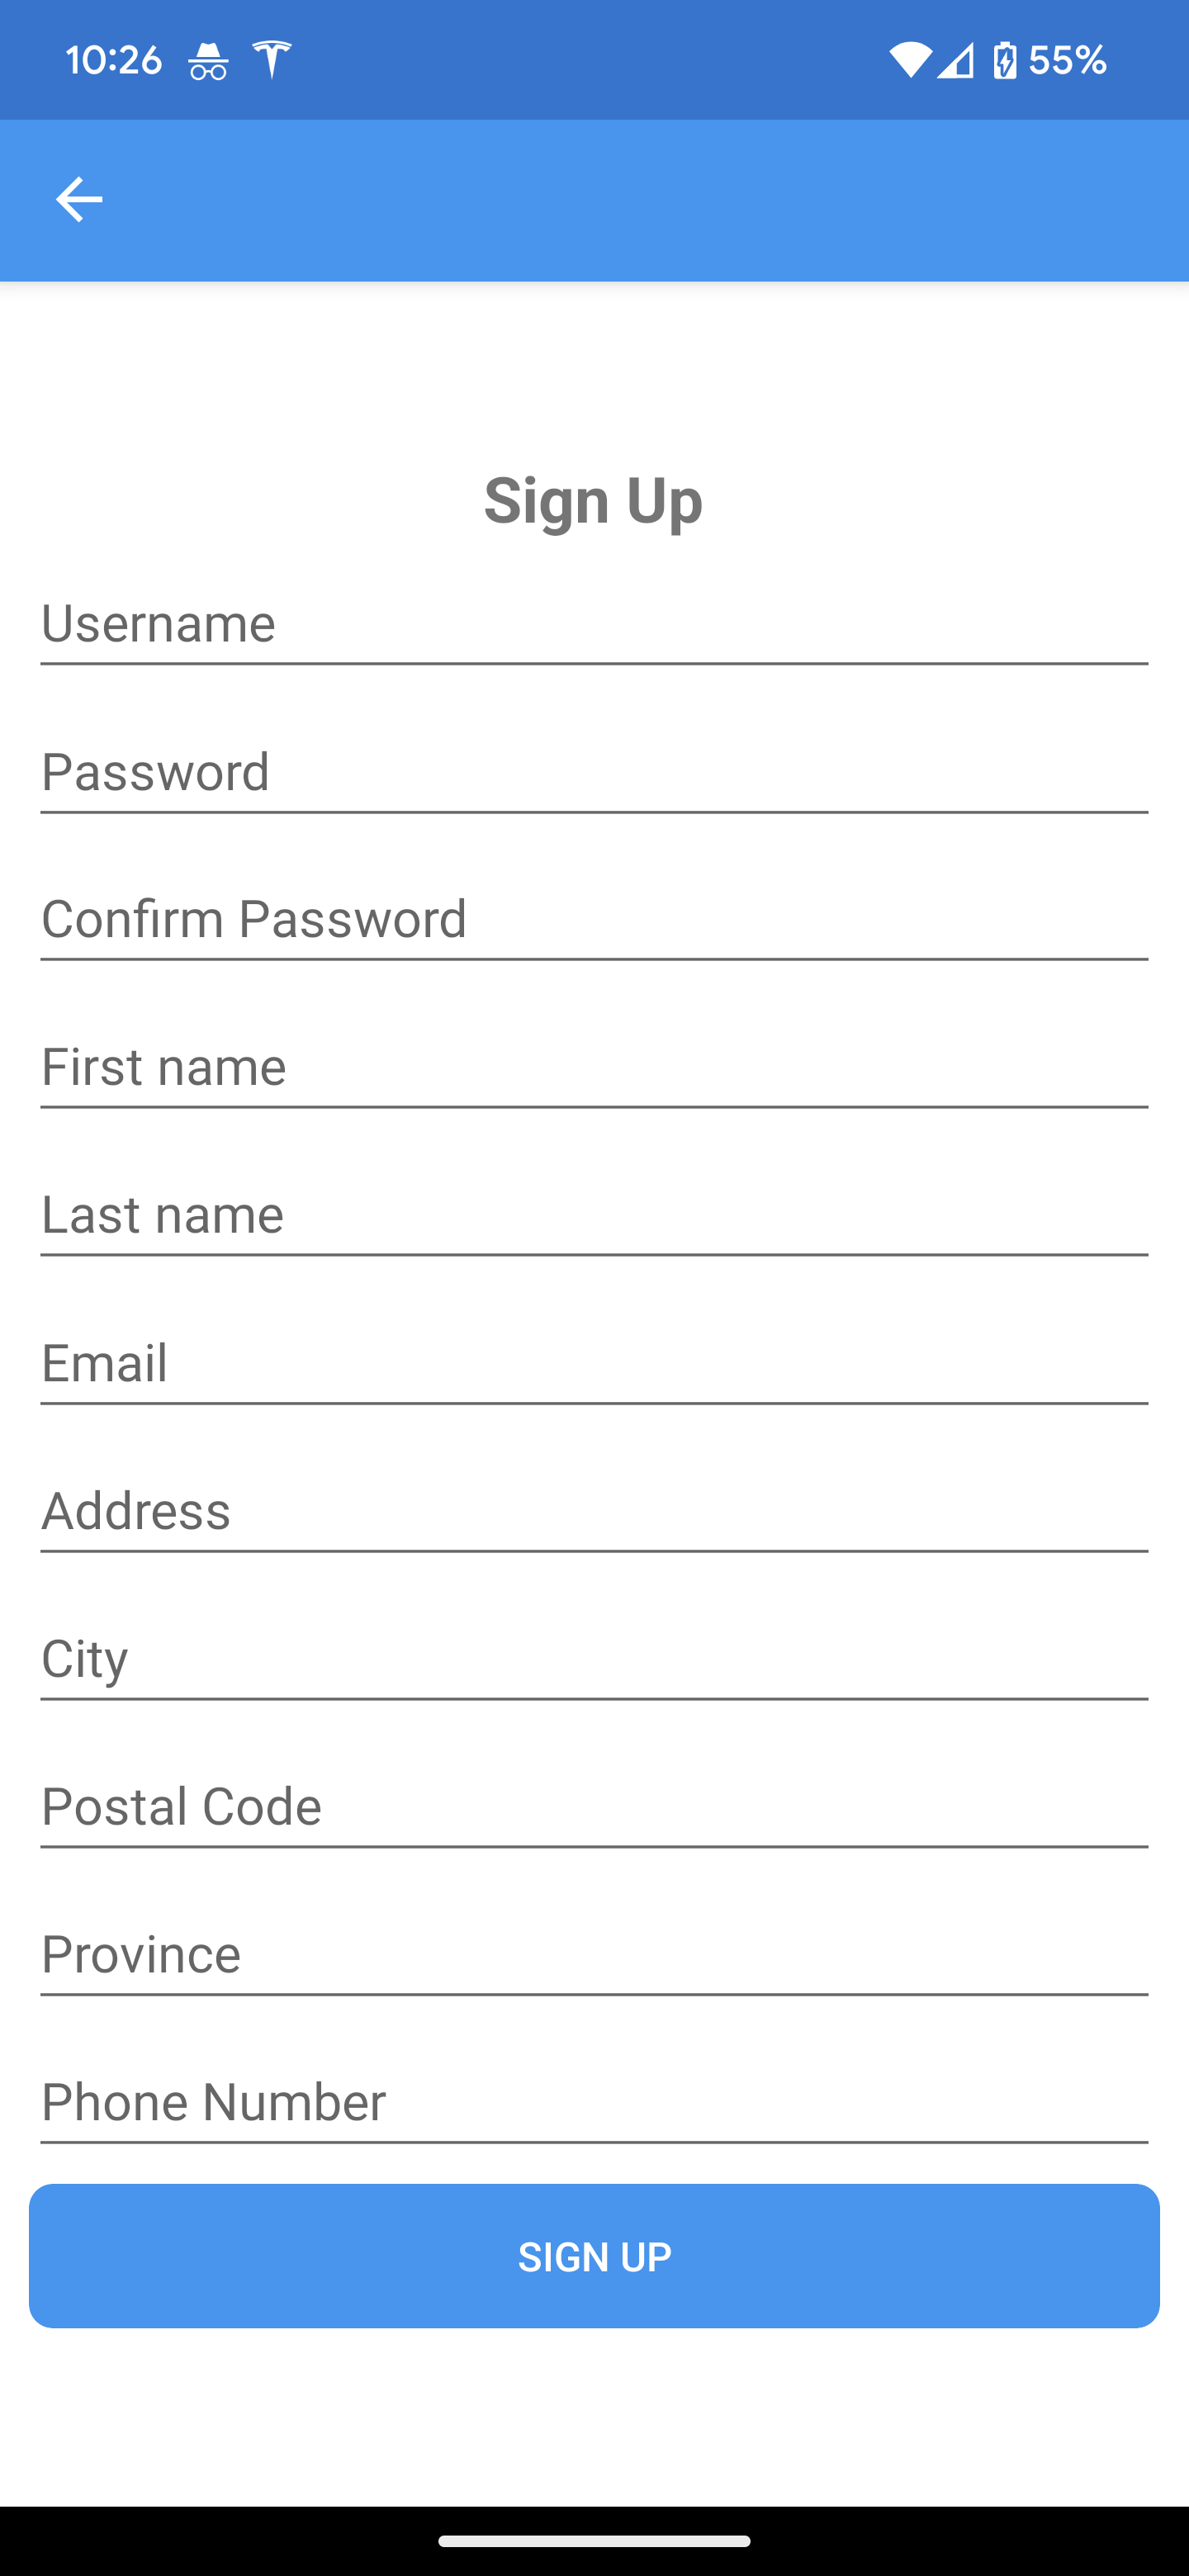 10:26 55%
Sign Up
Username
Password
Confirm Password
First name
Last name
Email
Address
City
Postal Code
Province
Phone Number
SIGN UP